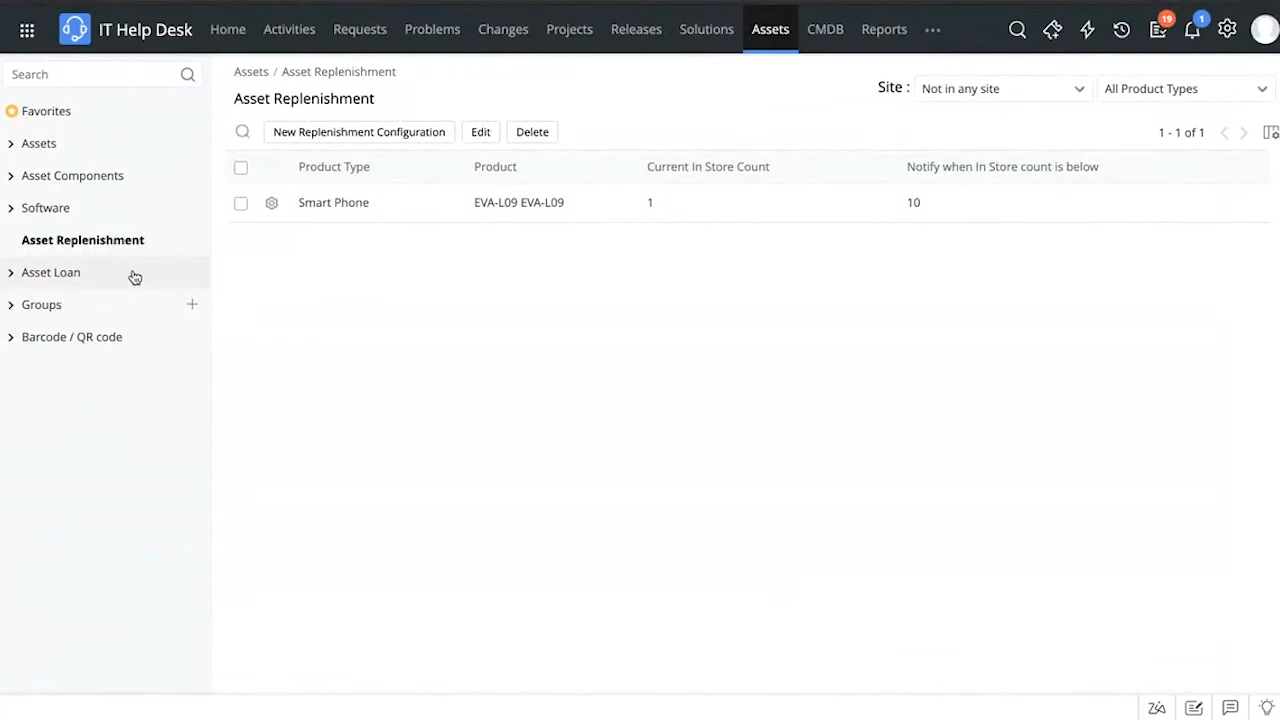 IT Help Desk Home Activities Requests Problems Changes Projects Releases Solutions Assets CMDB Reports ••• 19 1
Search
Favorites
Assets
Asset Components
Software
Asset Replenishment
Asset Loan
Groups
Barcode / QR code
Assets / Asset Replenishment
Asset Replenishment
Site : Not in any site All Product Types
New Replenishment Configuration Edit Delete 1 - 1 of 1
Product Type Product Current In Store Count Notify when In Store count is below
Smart Phone EVA-L09 EVA-L09 1 10